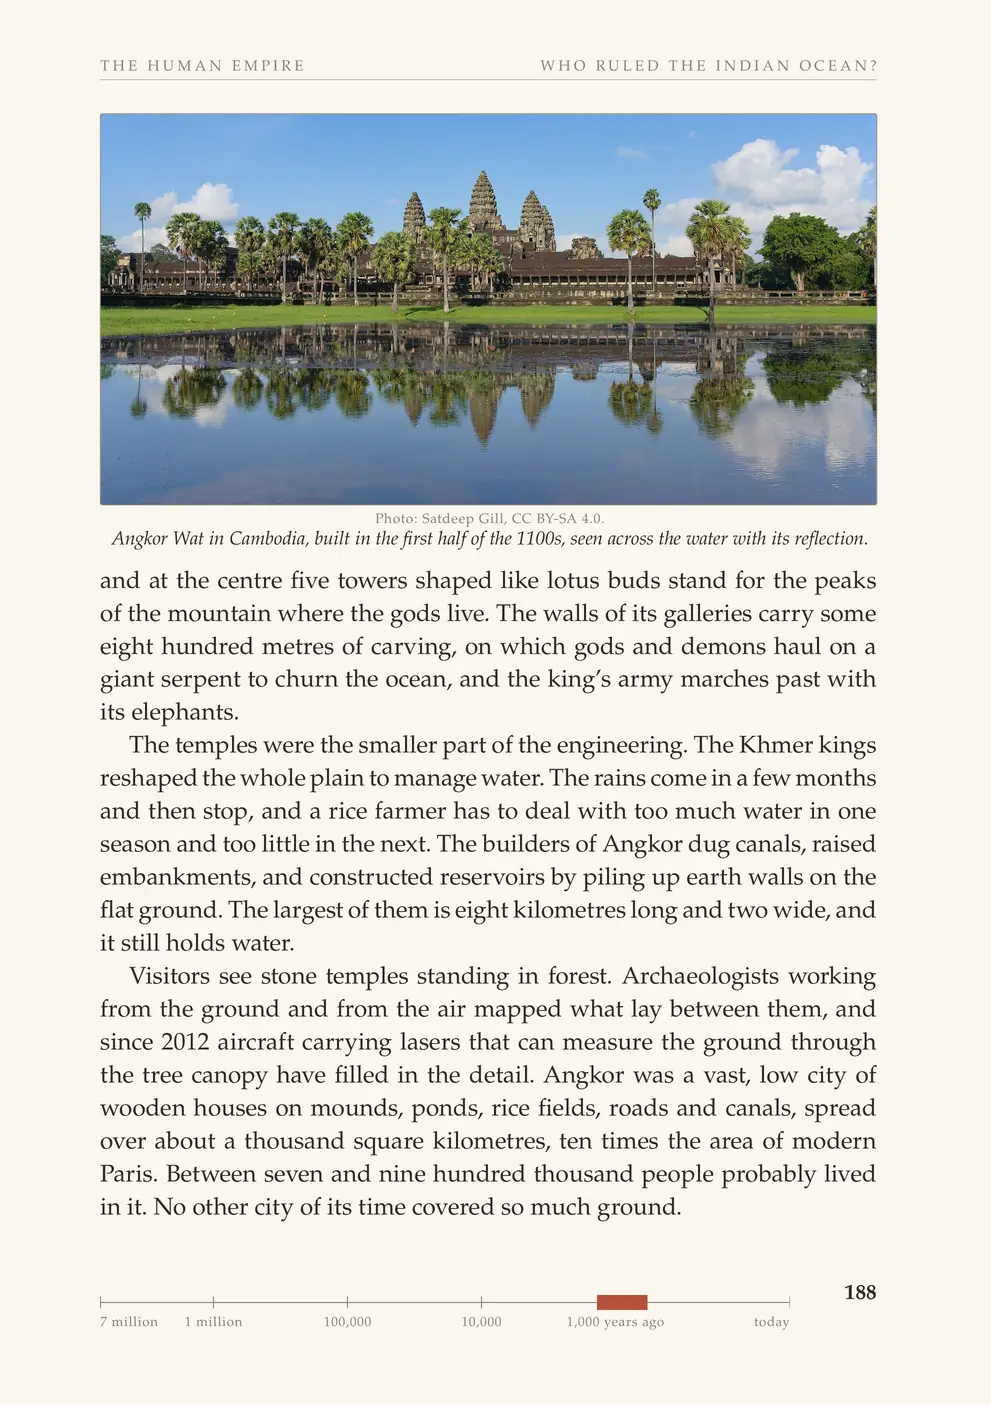 THE HUMAN EMPIRE
WHO RULED THE INDIAN OCEAN?
Photo: Satdeep Gill, CC BY-SA 4.0.
Angkor Wat in Cambodia, built in the first half of the 1100s, seen across the water with its reflection.
and at the centre five towers shaped like lotus buds stand for the peaks
of the mountain where the gods live. The walls of its galleries carry some
eight hundred metres of carving, on which gods and demons haul on a
giant serpent to churn the ocean, and the king’s army marches past with
its elephants.
The temples were the smaller part of the engineering. The Khmer kings
reshaped the whole plain to manage water. The rains come in a few months
and then stop, and a rice farmer has to deal with too much water in one
season and too little in the next. The builders of Angkor dug canals, raised
embankments, and constructed reservoirs by piling up earth walls on the
flat ground. The largest of them is eight kilometres long and two wide, and
it still holds water.
Visitors see stone temples standing in forest. Archaeologists working
from the ground and from the air mapped what lay between them, and
since 2012 aircraft carrying lasers that can measure the ground through
the tree canopy have filled in the detail. Angkor was a vast, low city of
wooden houses on mounds, ponds, rice fields, roads and canals, spread
over about a thousand square kilometres, ten times the area of modern
Paris. Between seven and nine hundred thousand people probably lived
in it. No other city of its time covered so much ground.
188
7 million 1 million 100,000 10,000 1,000 years ago today